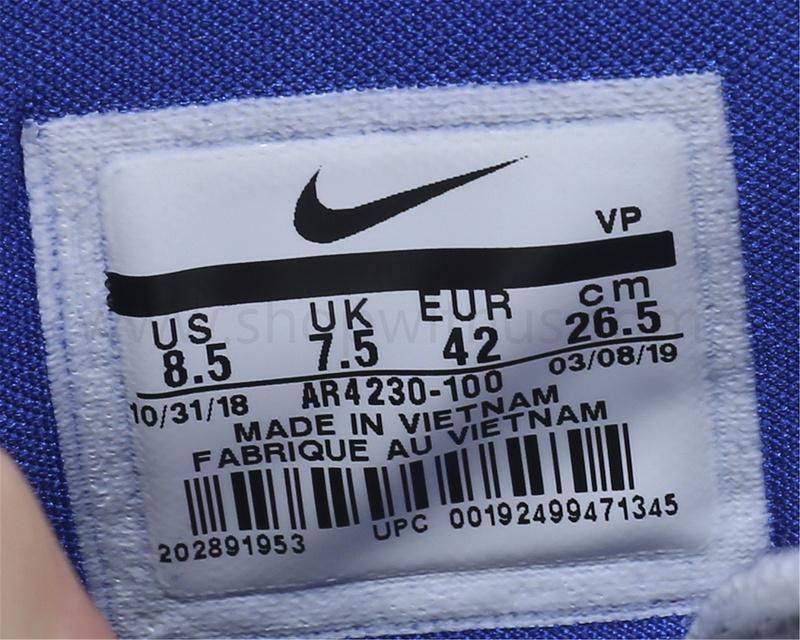 VP
US UK EUR cm
8.5 7.5 42 26.5
10/31/18 AR4230-100 03/08/19
MADE IN VIETNAM
FABRIQUE AU VIETNAM
202891953 UPC 00192499471345